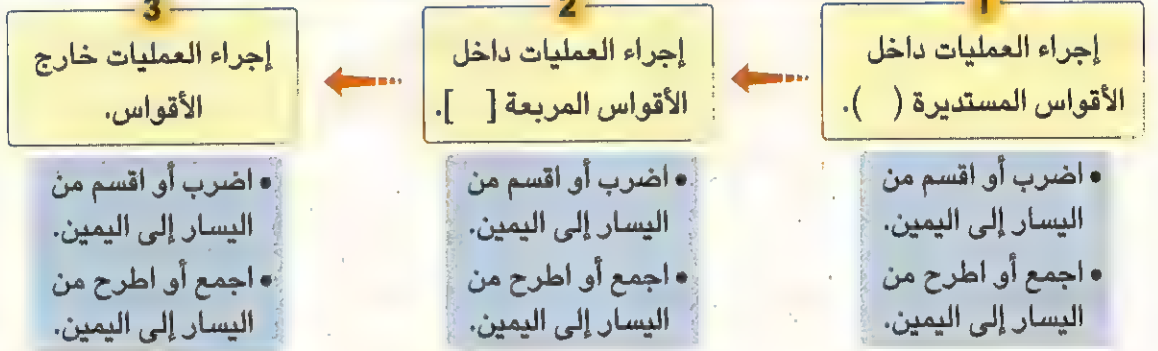 1
إجراء العمليات داخل
الأقواس المستديرة ( ).
• اضرب أو اقسم من
اليسار إلى اليمين.
• اجمع أو اطرح من
اليسار إلى اليمين.
2
إجراء العمليات داخل
الأقواس المربعة [ ].
• اضرب أو اقسم من
اليسار إلى اليمين.
• اجمع أو اطرح من
اليسار إلى اليمين.
3
إجراء العمليات خارج
الأقواس.
• اضرب أو اقسم من
اليسار إلى اليمين.
• اجمع أو اطرح من
اليسار إلى اليمين.